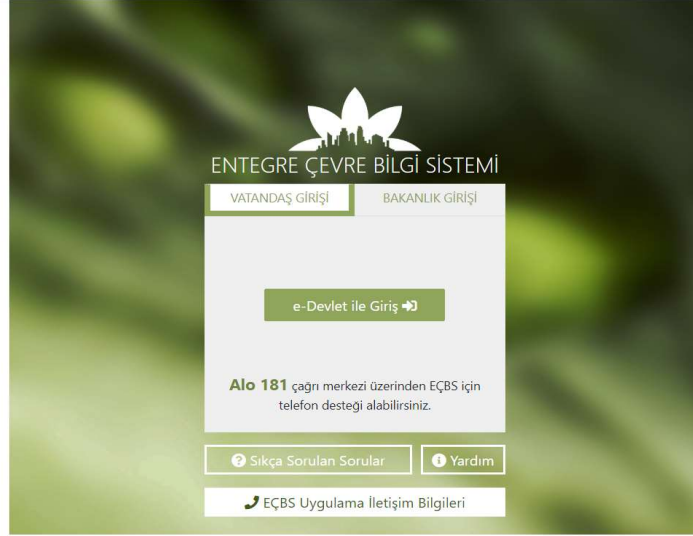 ENTEGRE ÇEVRE BİLGİ SİSTEMİ
VATANDAŞ GİRİŞİ
BAKANLIK GİRİŞİ
e-Devlet ile Giriş
Alo 181 çağrı merkezi üzerinden EÇBS için
telefon desteği alabilirsiniz.
Sıkça Sorulan Sorular
Yardım
EÇBS Uygulama İletişim Bilgileri